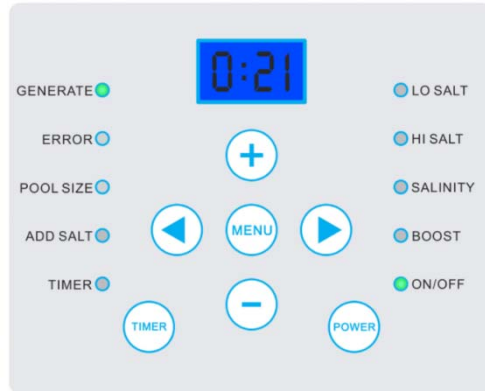 0:21
GENERATE
LO SALT
ERROR
HI SALT
POOL SIZE
SALINITY
ADD SALT
MENU
BOOST
TIMER
ON/OFF
TIMER
POWER